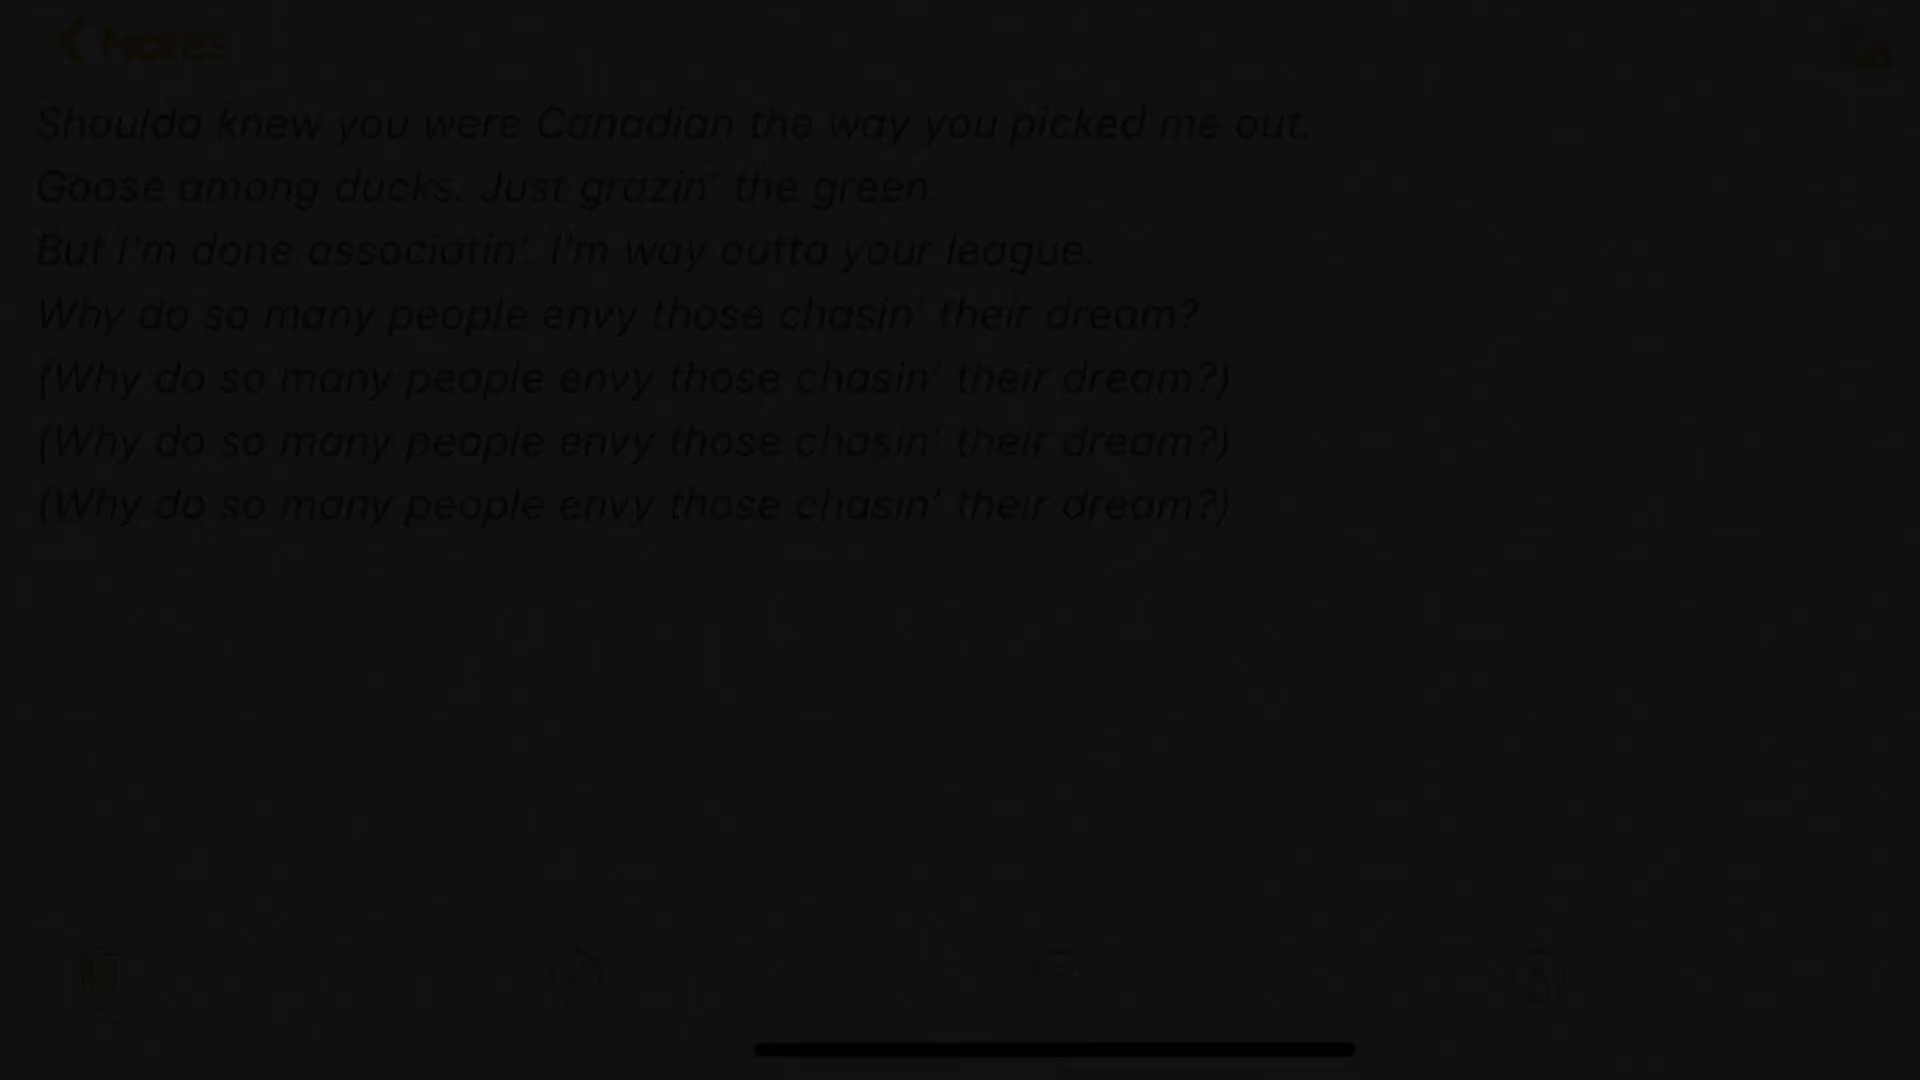 Notes
Shoulda knew you were Canadian the way you picked me out.
Goose among ducks. Just grazin' the green.
But I'm done associatin'. I'm way outta your league.
Why do so many people envy those chasin' their dream?
(Why do so many people envy those chasin' their dream?)
(Why do so many people envy those chasin' their dream?)
(Why do so many people envy those chasin' their dream?)